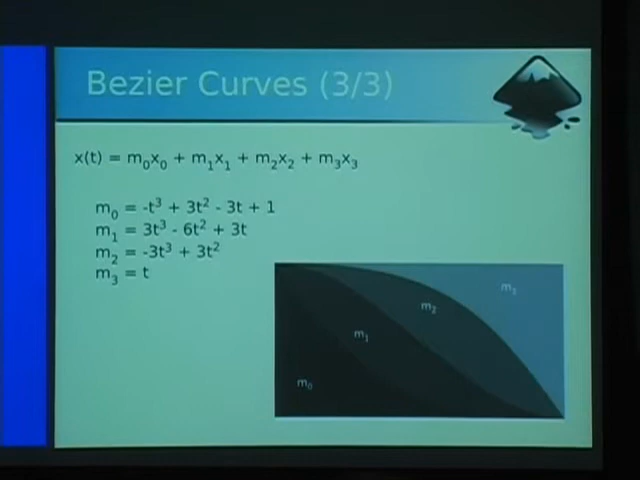 Bezier Curves (3/3)
x(t) = m₀x₀ + m₁x₁ + m₂x₂ + m₃x₃
m₀ = -t³ + 3t² - 3t + 1
m₁ = 3t³ - 6t² + 3t
m₂ = -3t³ + 3t²
m₃ = t
m₃
m₂
m₁
m₀